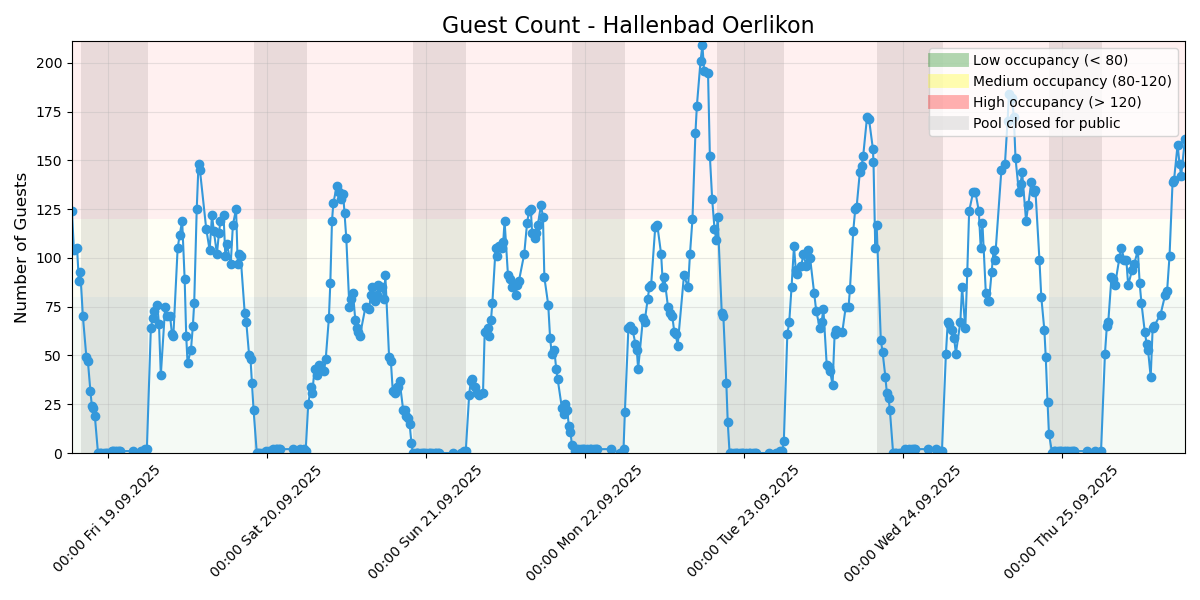 Guest Count - Hallenbad Oerlikon
Number of Guests
200
175
150
125
100
75
50
25
0
Low occupancy (< 80)
Medium occupancy (80-120)
High occupancy (> 120)
Pool closed for public
00:00 Fri 19.09.2025
00:00 Sat 20.09.2025
00:00 Sun 21.09.2025
00:00 Mon 22.09.2025
00:00 Tue 23.09.2025
00:00 Wed 24.09.2025
00:00 Thu 25.09.2025